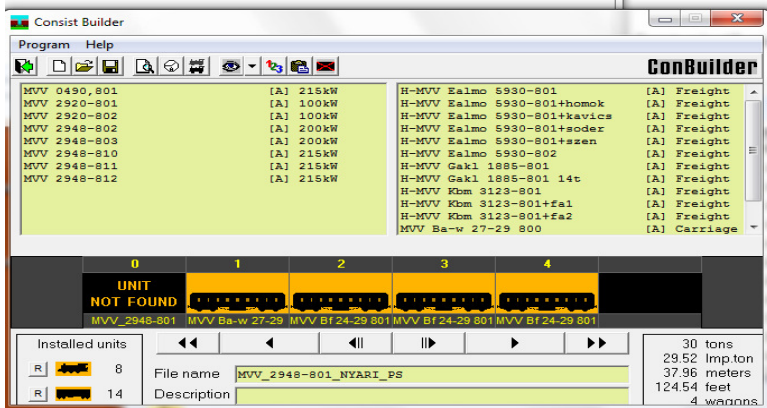 Consist Builder
Program Help
ConBuilder
MVV 0490,801 [A] 215kW
MVV 2920-801 [A] 100kW
MVV 2920-802 [A] 100kW
MVV 2948-802 [A] 200kW
MVV 2948-803 [A] 200kW
MVV 2948-810 [A] 215kW
MVV 2948-811 [A] 215kW
MVV 2948-812 [A] 215kW
H-MVV Ealmo 5930-801 [A] Freight
H-MVV Ealmo 5930-801+homok [A] Freight
H-MVV Ealmo 5930-801+kavics [A] Freight
H-MVV Ealmo 5930-801+soder [A] Freight
H-MVV Ealmo 5930-801+szen [A] Freight
H-MVV Ealmo 5930-802 [A] Freight
H-MVV Gakl 1885-801 [A] Freight
H-MVV Gakl 1885-801 14t [A] Freight
H-MVV Kbm 3123-801 [A] Freight
H-MVV Kbm 3123-801+fa1 [A] Freight
H-MVV Kbm 3123-801+fa2 [A] Freight
MVV Ba-w 27-29 800 [A] Carriage
0 1 2 3 4
UNIT
NOT FOUND
MVV_2948-801 MVV Ba-w 27-29 MVV Bf 24-29 801 MVV Bf 24-29 801 MVV Bf 24-29 801
Installed units
R 8
R 14
File name MVV_2948-801_NYARI_PS
Description
30 tons
29.52 Imp.ton
37.96 meters
124.54 feet
4 wagons